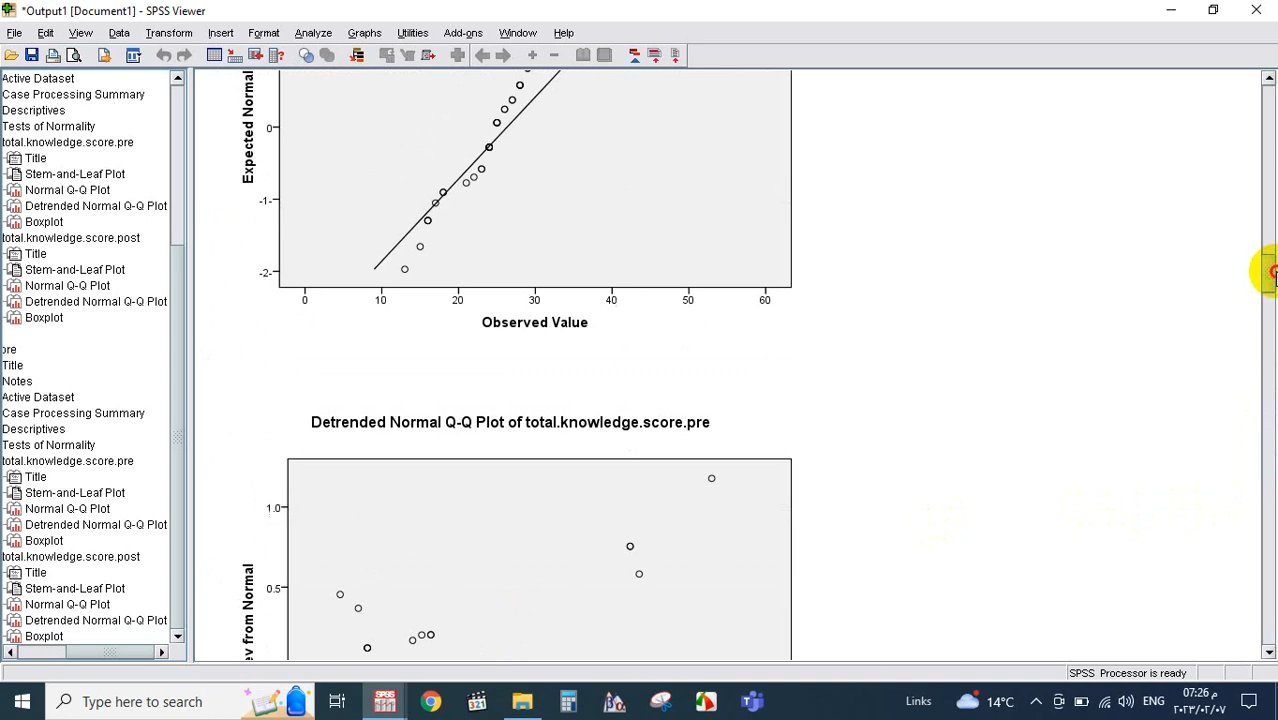 *Output1 [Document1] - SPSS Viewer
File Edit View Data Transform Insert Format Analyze Graphs Utilities Add-ons Window Help
Active Dataset
Case Processing Summary
Descriptives
Tests of Normality
total.knowledge.score.pre
Title
Stem-and-Leaf Plot
Normal Q-Q Plot
Detrended Normal Q-Q Plot
Boxplot
total.knowledge.score.post
Title
Stem-and-Leaf Plot
Normal Q-Q Plot
Detrended Normal Q-Q Plot
Boxplot
ore
Title
Notes
Active Dataset
Case Processing Summary
Descriptives
Tests of Normality
total.knowledge.score.pre
Title
Stem-and-Leaf Plot
Normal Q-Q Plot
Detrended Normal Q-Q Plot
Boxplot
total.knowledge.score.post
Title
Stem-and-Leaf Plot
Normal Q-Q Plot
Detrended Normal Q-Q Plot
Boxplot
Expected Normal
0
-1
-2
0 10 20 30 40 50 60
Observed Value
Detrended Normal Q-Q Plot of total.knowledge.score.pre
1.0
0.5
ev from Normal
SPSS Processor is ready
Type here to search
321
Links
14°C
ENG
07:26 م
٢٠٢٣/٠٢/٠٧